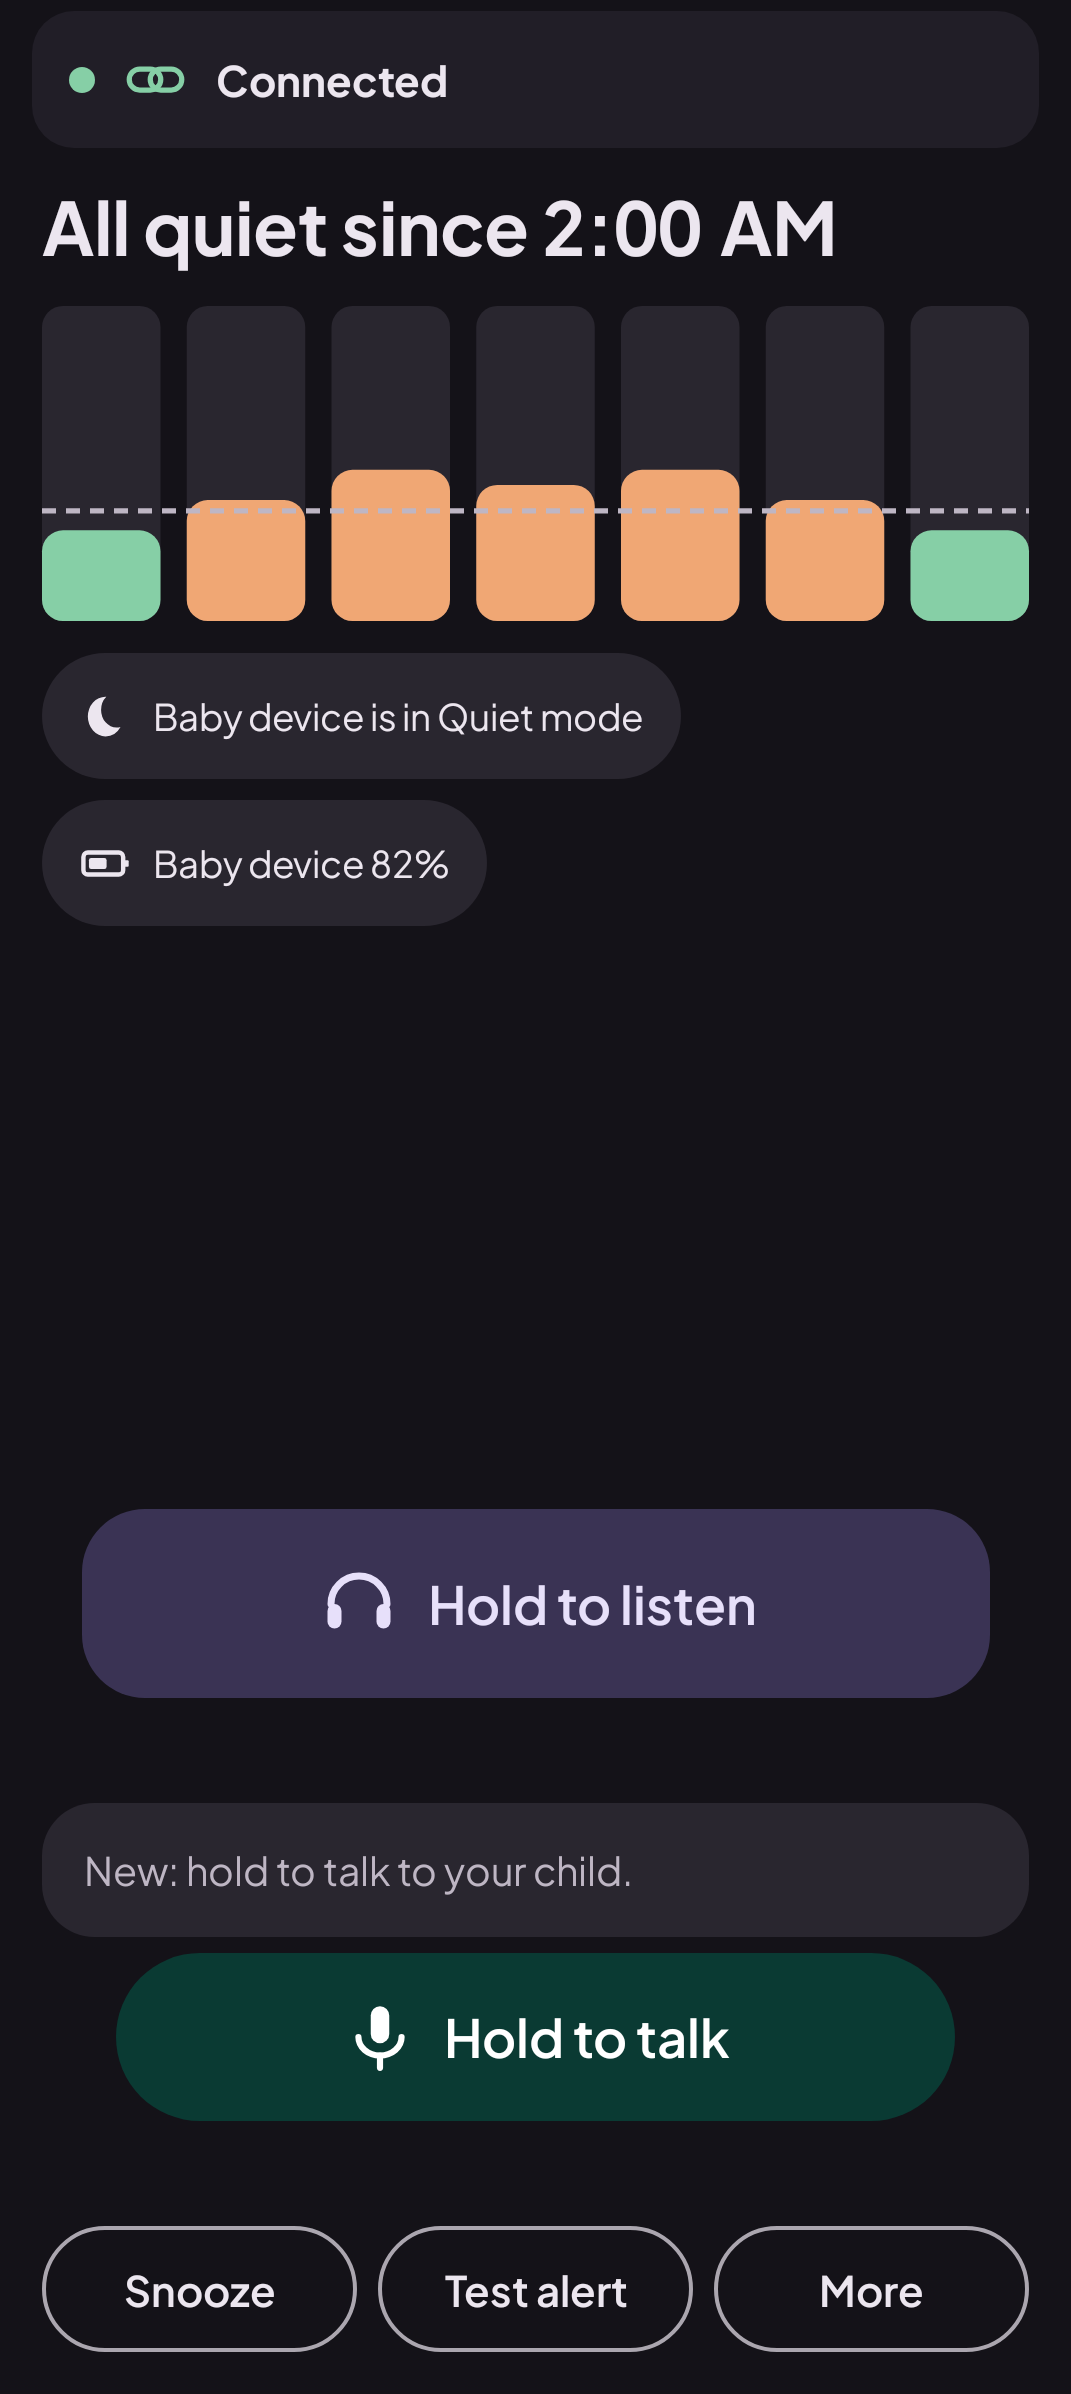 Connected
All quiet since 2:00 AM
Baby device is in Quiet mode
Baby device 82%
Hold to listen
New: hold to talk to your child.
Hold to talk
Snooze
Test alert
More